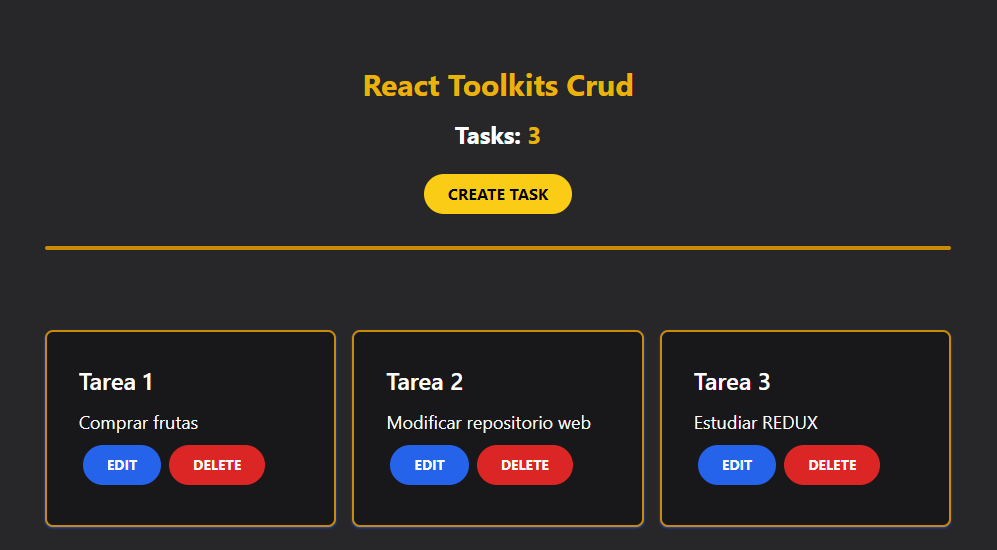 React Toolkits Crud
Tasks: 3
CREATE TASK
Tarea 1
Comprar frutas
EDIT DELETE
Tarea 2
Modificar repositorio web
EDIT DELETE
Tarea 3
Estudiar REDUX
EDIT DELETE